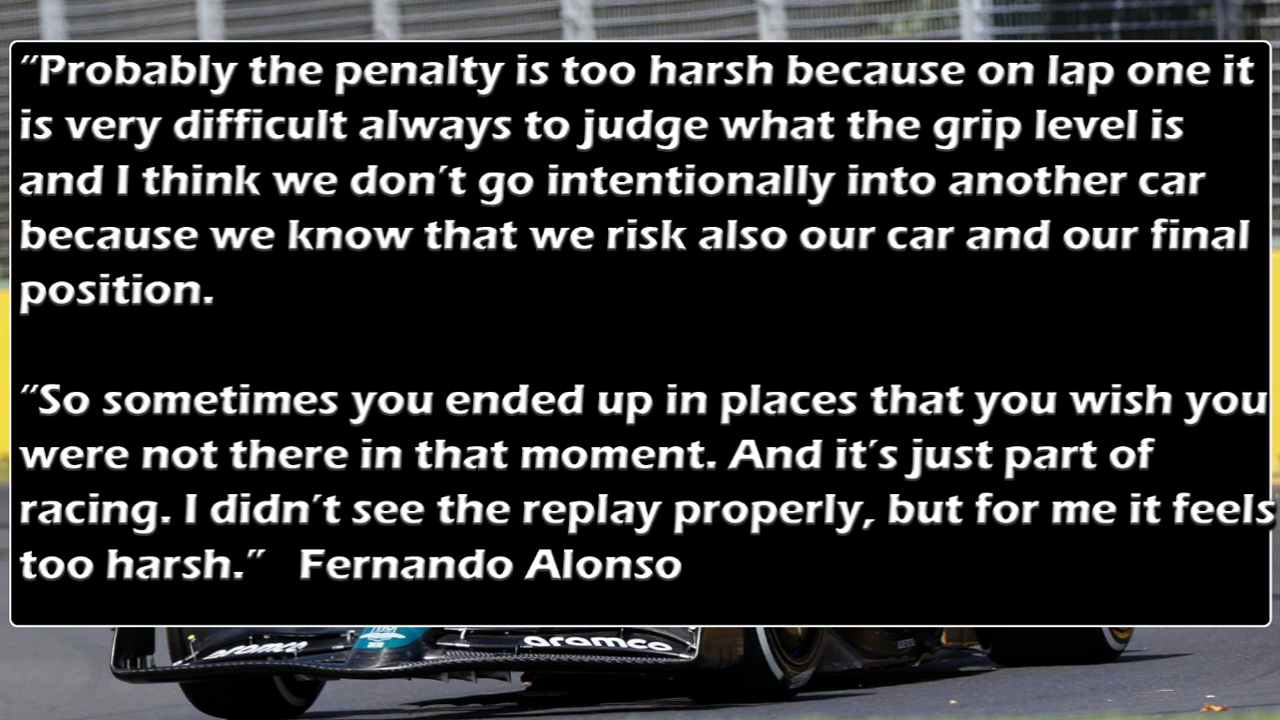 “Probably the penalty is too harsh because on lap one it
is very difficult always to judge what the grip level is
and I think we don’t go intentionally into another car
because we know that we risk also our car and our final
position.
“So sometimes you ended up in places that you wish you
were not there in that moment. And it’s just part of
racing. I didn’t see the replay properly, but for me it feels
too harsh.”   Fernando Alonso
aramco aramco